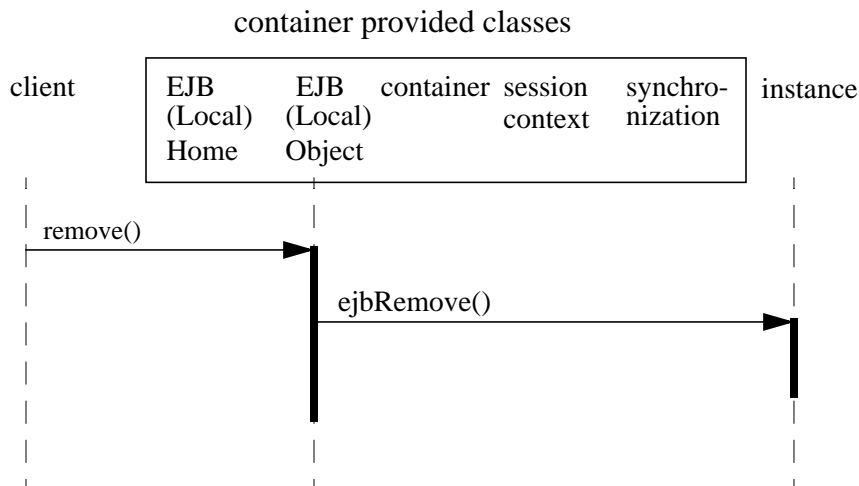 container provided classes
client
EJB
(Local)
Home
EJB
(Local)
Object
container
session
context
synchro-
nization
instance
remove()
ejbRemove()